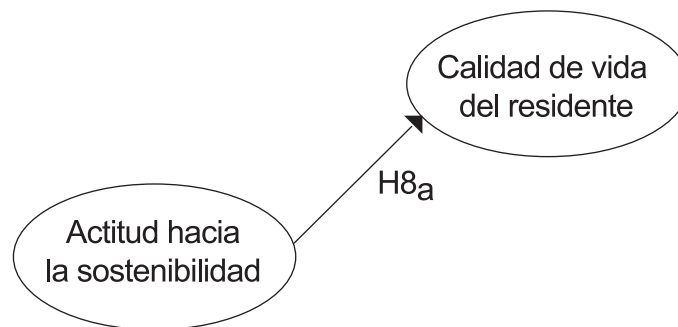 Calidad de vida
del residente
H8a
Actitud hacia
la sostenibilidad